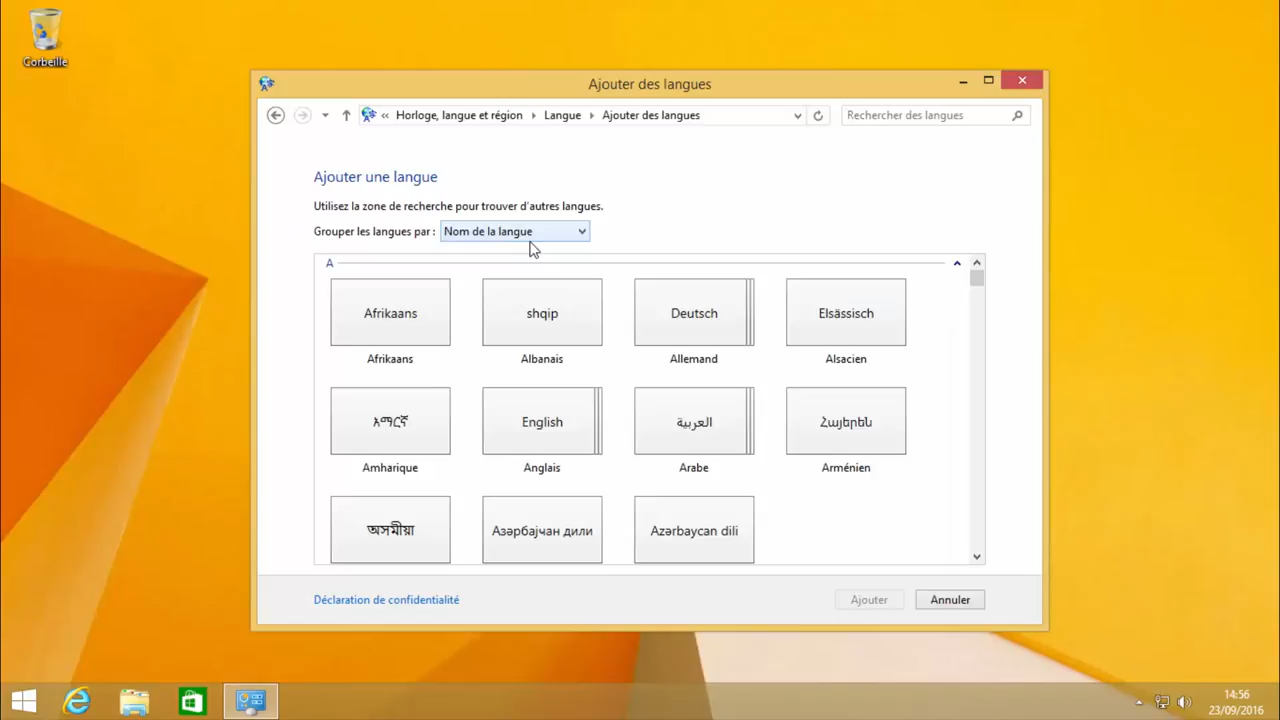 Corbeille
Ajouter des langues
« Horloge, langue et région Langue Ajouter des langues
Rechercher des langues
Ajouter une langue
Utilisez la zone de recherche pour trouver d'autres langues.
Grouper les langues par : Nom de la langue
A
Afrikaans shqip Deutsch Elsässisch
Afrikaans Albanais Allemand Alsacien
አማርኛ English العربية Հայերեն
Amharique Anglais Arabe Arménien
অসমীয়া Азәрбајҹан дили Azərbaycan dili
Déclaration de confidentialité
Ajouter Annuler
14:56
23/09/2016